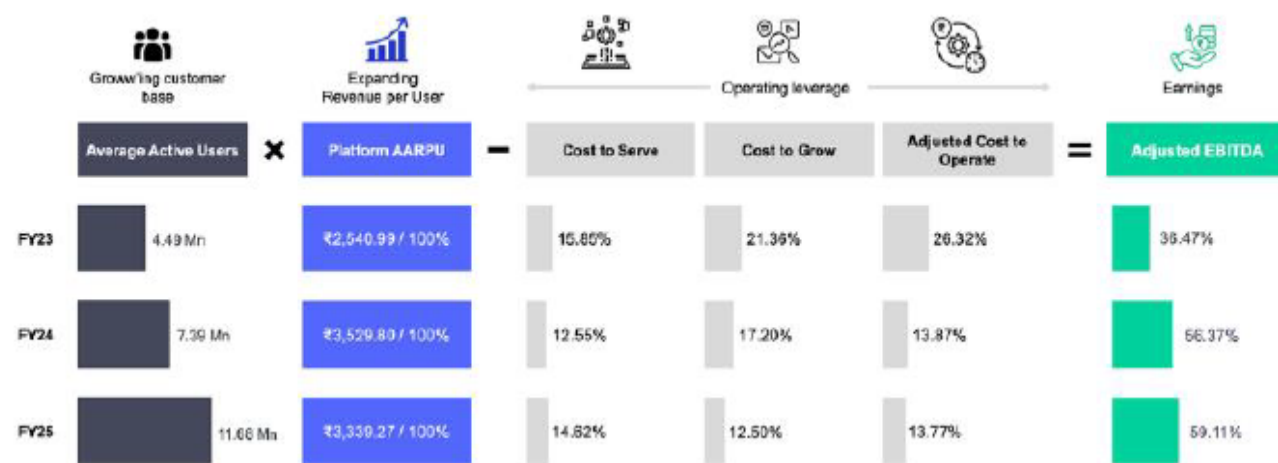 Groww'ing customer
base
Expanding
Revenue per User
Operating leverage
Earnings
Average Active Users × Platform AARPU − Cost to Serve Cost to Grow Adjusted Cost to
Operate = Adjusted EBITDA
FY23 4.49 Mn ₹2,540.99 / 100% 15.85% 21.36% 26.32% 36.47%
FY24 7.39 Mn ₹3,529.80 / 100% 12.55% 17.20% 13.87% 56.37%
FY25 11.66 Mn ₹3,339.27 / 100% 14.62% 12.50% 13.77% 59.11%